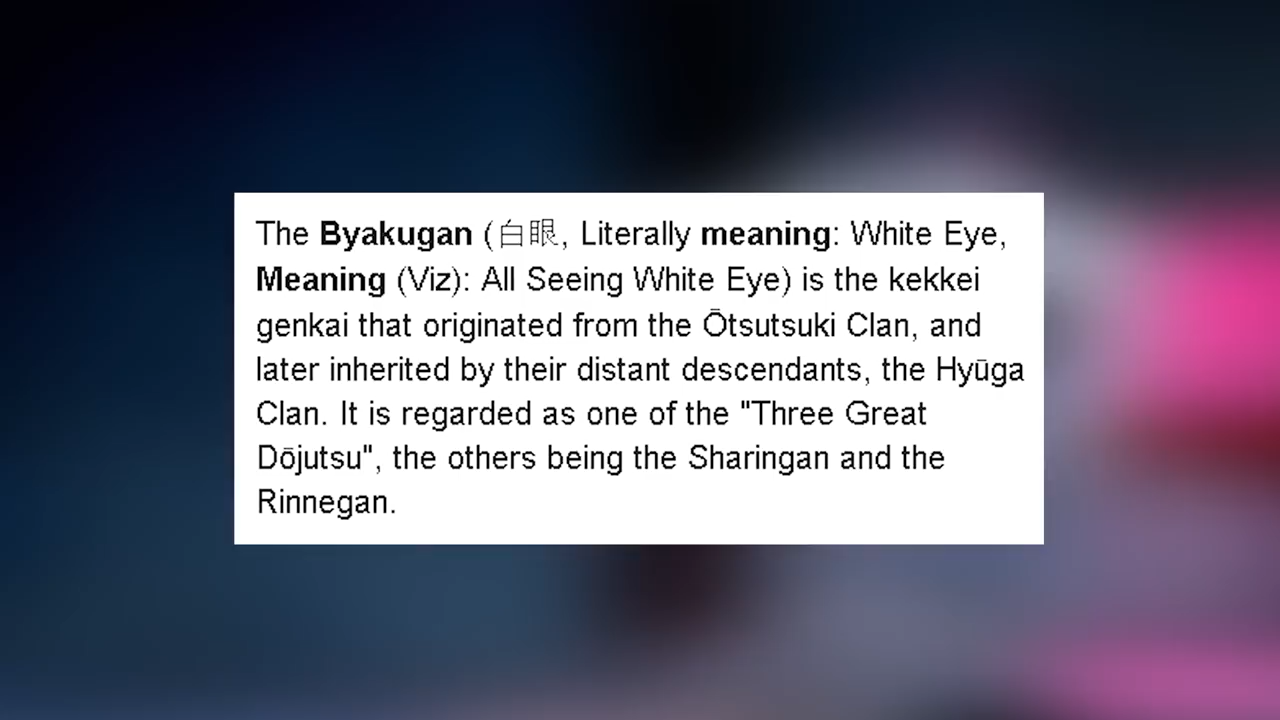 The Byakugan (白眼, Literally meaning: White Eye,
Meaning (Viz): All Seeing White Eye) is the kekkei
genkai that originated from the Ōtsutsuki Clan, and
later inherited by their distant descendants, the Hyūga
Clan. It is regarded as one of the "Three Great
Dōjutsu", the others being the Sharingan and the
Rinnegan.